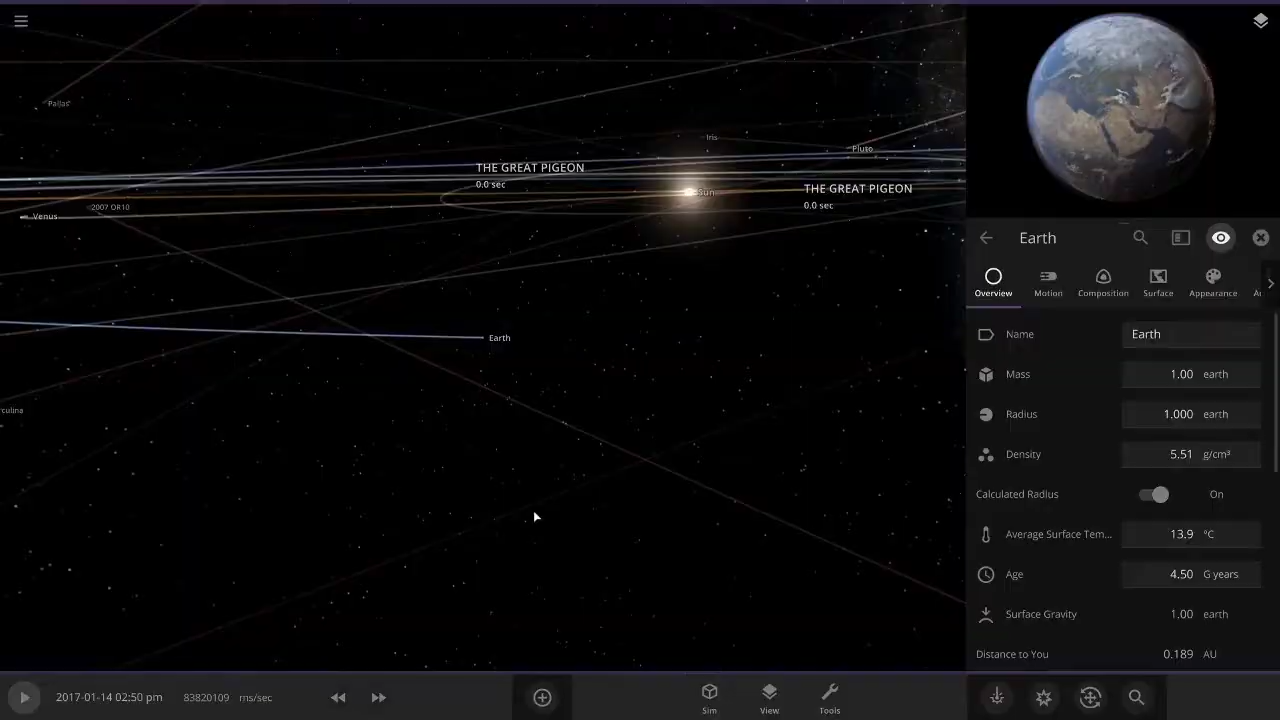 Pallas
Iris
Pluto
THE GREAT PIGEON
0.0 sec
Sun
THE GREAT PIGEON
0.0 sec
2007 OR10
Venus
Earth
culina
Earth
Overview
Motion
Composition
Surface
Appearance
Name
Earth
Mass
1.00 earth
Radius
1.000 earth
Density
5.51 g/cm³
Calculated Radius
On
Average Surface Tem...
13.9 °C
Age
4.50 G years
Surface Gravity
1.00 earth
Distance to You
0.189 AU
2017-01-14 02:50 pm
83820109 ms/sec
Sim
View
Tools